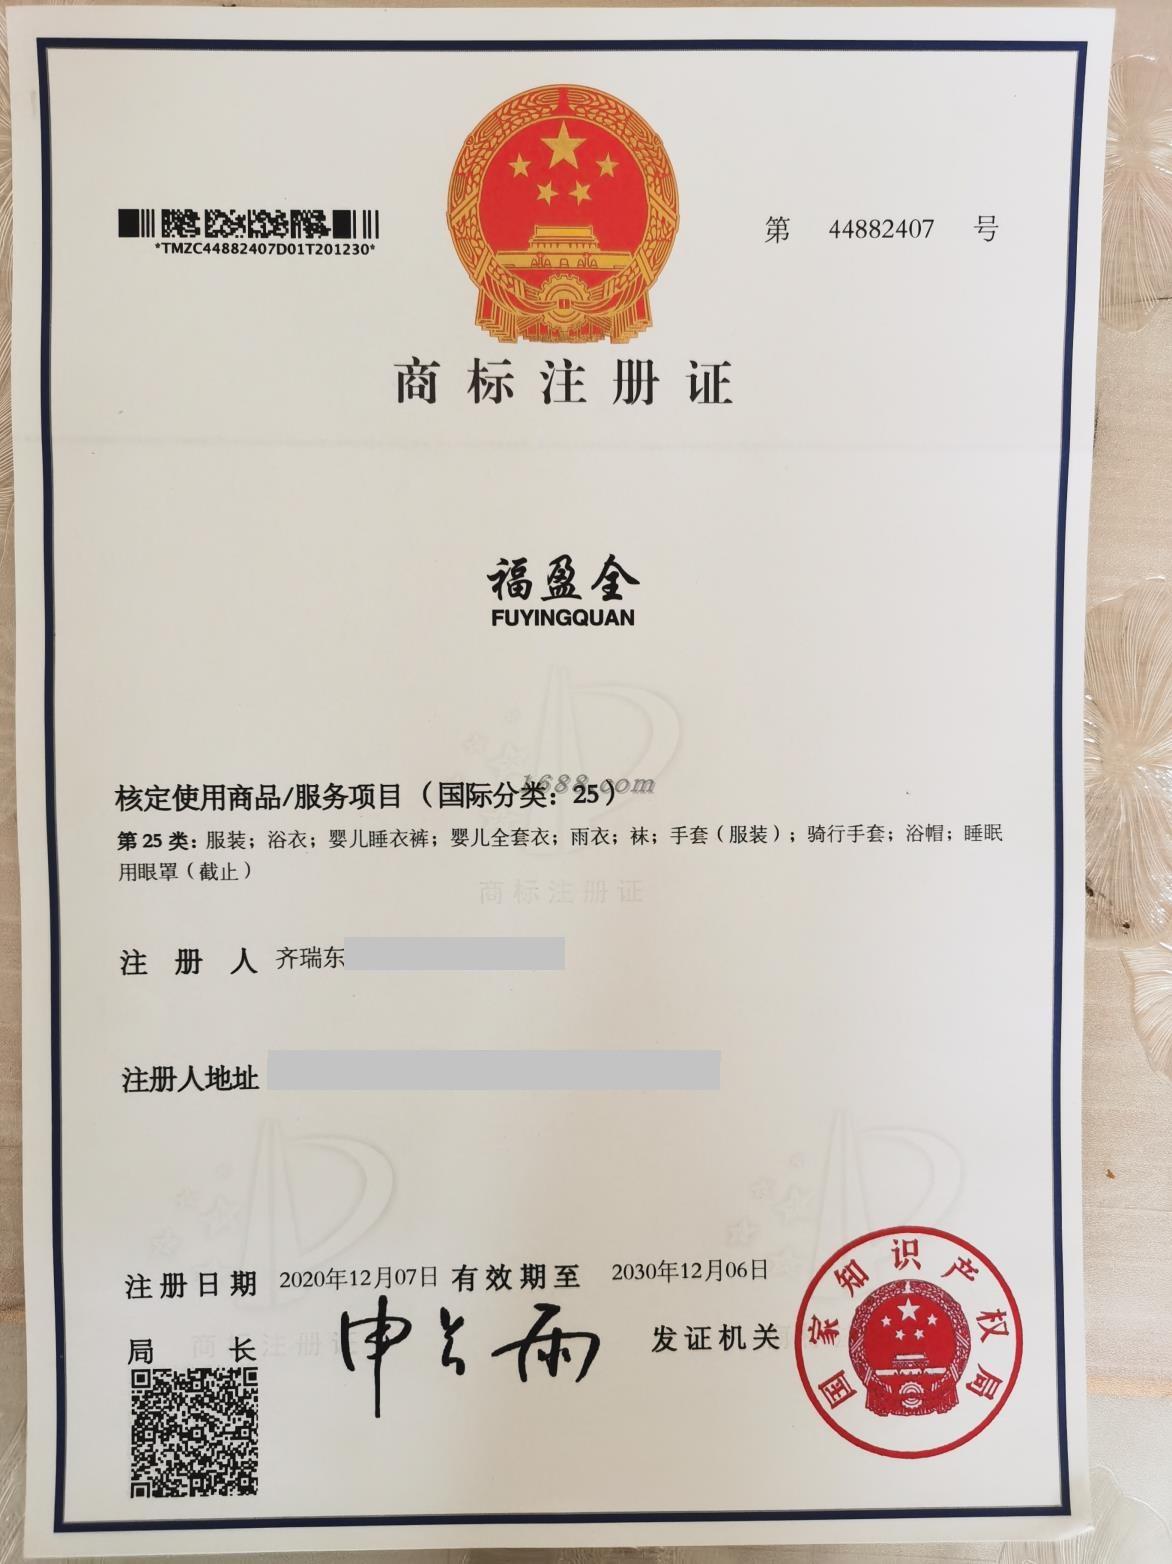 *TMZC44882407D01T201230*
第 44882407 号
商标注册证
福盈全
FUYINGQUAN
1688.com
核定使用商品/服务项目（国际分类：25）
第 25 类：服装；浴衣；婴儿睡衣裤；婴儿全套衣；雨衣；袜；手套（服装）；骑行手套；浴帽；睡眠
用眼罩（截止）
商标注册证
注册人 齐瑞东
注册人地址
注册日期 2020年12月07日 有效期至 2030年12月06日
局长 申长雨 发证机关
商标注册证
国家知识产权局